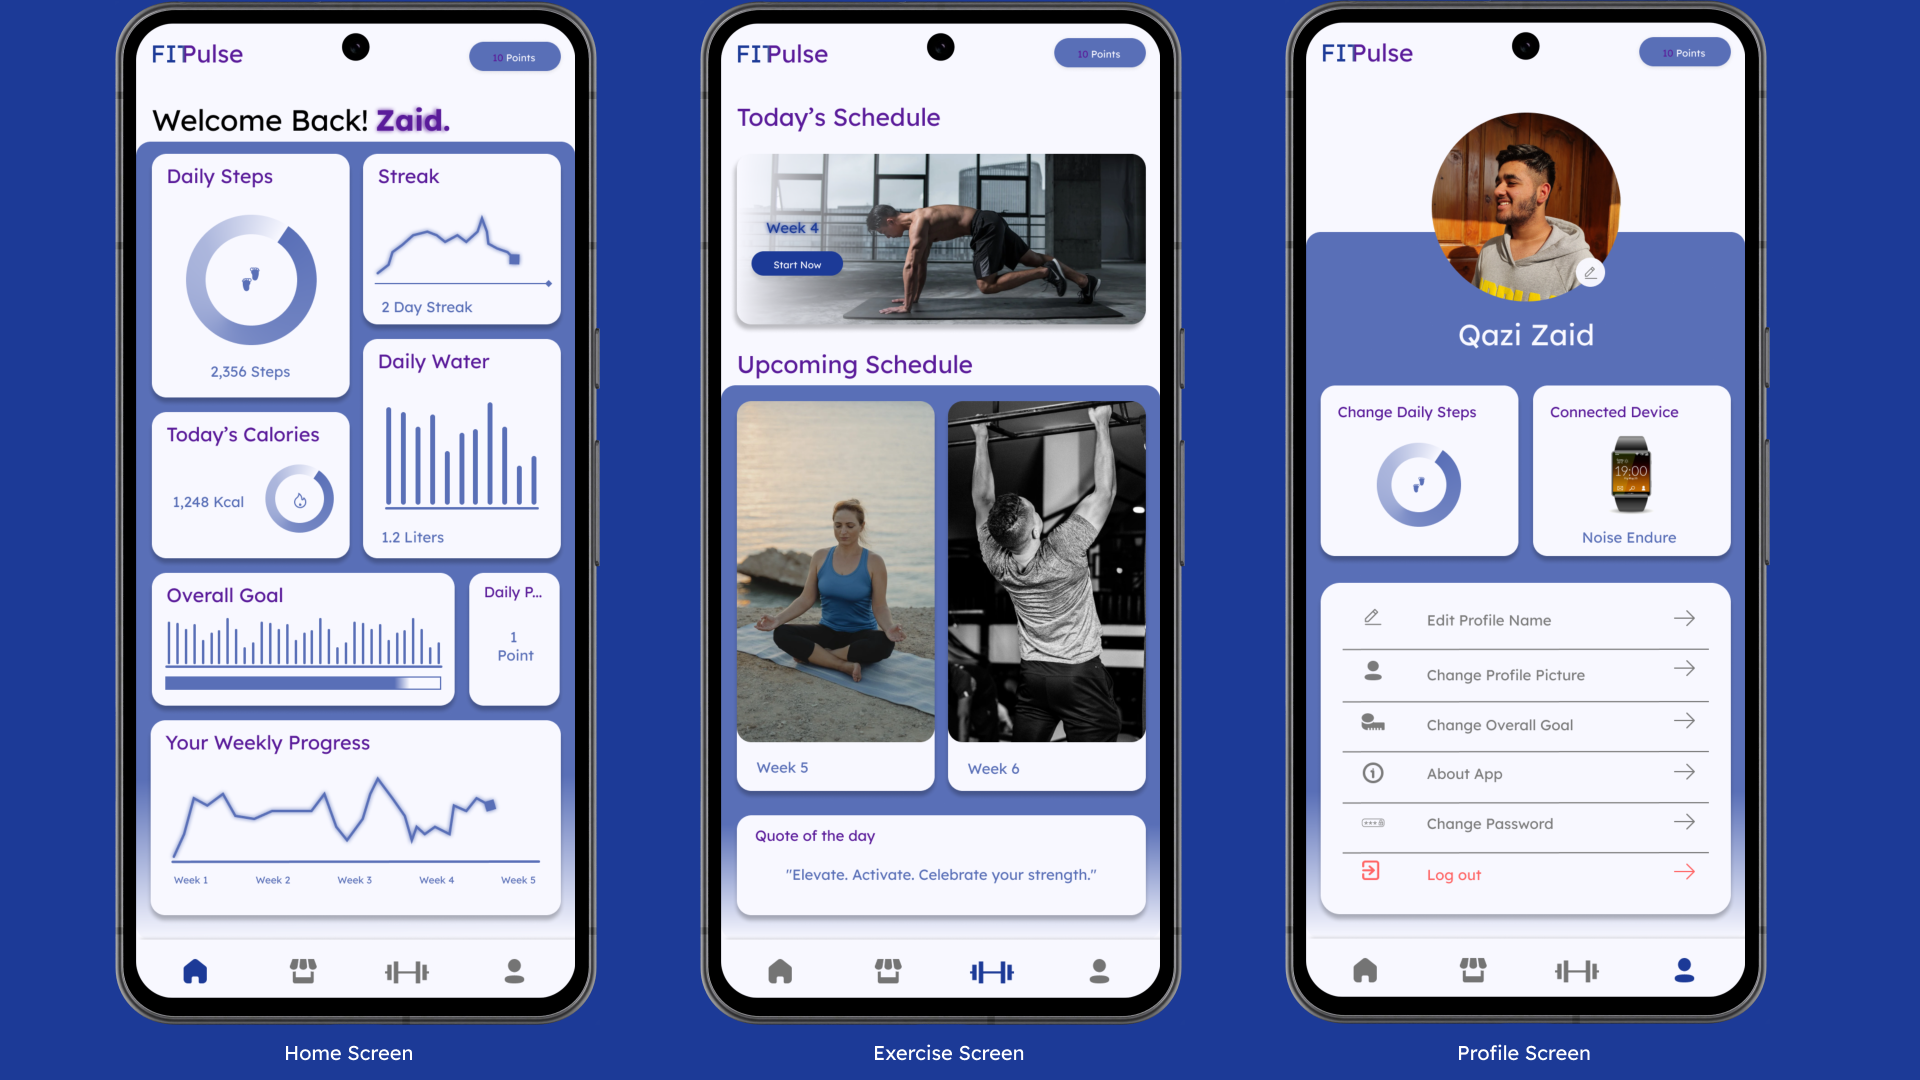 FITPulse
10 Points
Welcome Back! Zaid.
Daily Steps
2,356 Steps
Streak
2 Day Streak
Today's Calories
1,248 Kcal
Daily Water
1.2 Liters
Overall Goal
Daily P...
1
Point
Your Weekly Progress
Week 1 Week 2 Week 3 Week 4 Week 5
Home Screen
FITPulse
10 Points
Today's Schedule
Week 4
Start Now
Upcoming Schedule
Week 5
Week 6
Quote of the day
"Elevate. Activate. Celebrate your strength."
Exercise Screen
FITPulse
10 Points
Qazi Zaid
Change Daily Steps
Connected Device
19:00
Noise Endure
Edit Profile Name
Change Profile Picture
Change Overall Goal
About App
Change Password
Log out
Profile Screen